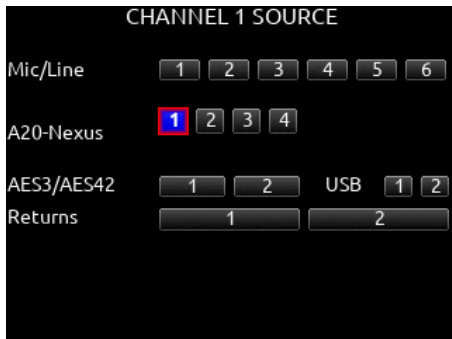 CHANNEL 1 SOURCE
Mic/Line 1 2 3 4 5 6
A20-Nexus 1 2 3 4
AES3/AES42 1 2 USB 1 2
Returns 1 2